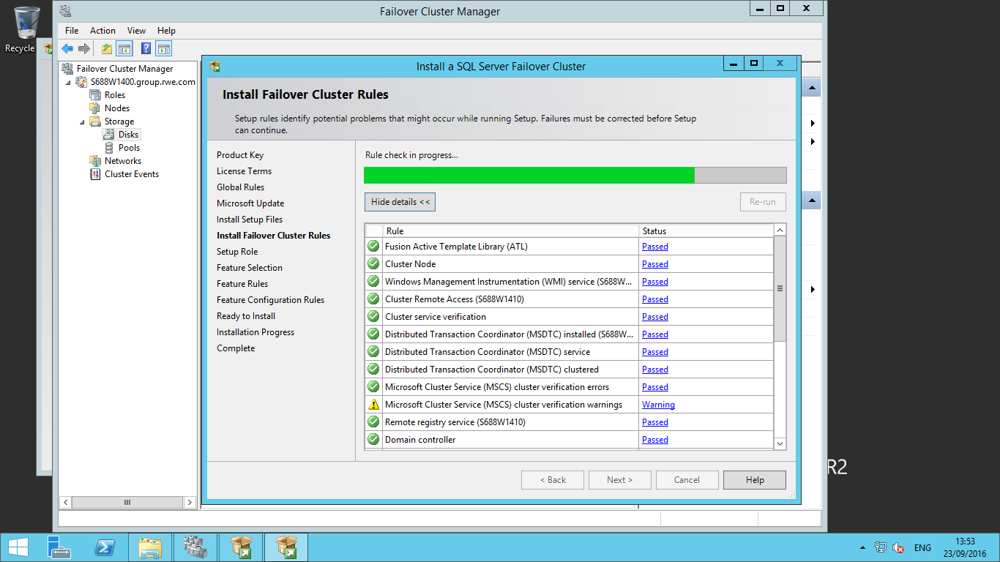 Failover Cluster Manager
Recycle
File Action View Help
Failover Cluster Manager
S688W1400.group.rwe.com
Roles
Nodes
Storage
Disks
Pools
Networks
Cluster Events
Install a SQL Server Failover Cluster
Install Failover Cluster Rules
Setup rules identify potential problems that might occur while running Setup. Failures must be corrected before Setup
can continue.
Product Key
License Terms
Global Rules
Microsoft Update
Install Setup Files
Install Failover Cluster Rules
Setup Role
Feature Selection
Feature Rules
Feature Configuration Rules
Ready to Install
Installation Progress
Complete
Rule check in progress...
Hide details <<
Re-run
Rule Status
Fusion Active Template Library (ATL) Passed
Cluster Node Passed
Windows Management Instrumentation (WMI) service (S688W... Passed
Cluster Remote Access (S688W1410) Passed
Cluster service verification Passed
Distributed Transaction Coordinator (MSDTC) installed (S688W... Passed
Distributed Transaction Coordinator (MSDTC) service Passed
Distributed Transaction Coordinator (MSDTC) clustered Passed
Microsoft Cluster Service (MSCS) cluster verification errors Passed
Microsoft Cluster Service (MSCS) cluster verification warnings Warning
Remote registry service (S688W1410) Passed
Domain controller Passed
< Back Next > Cancel Help
R2
ENG
13:53
23/09/2016